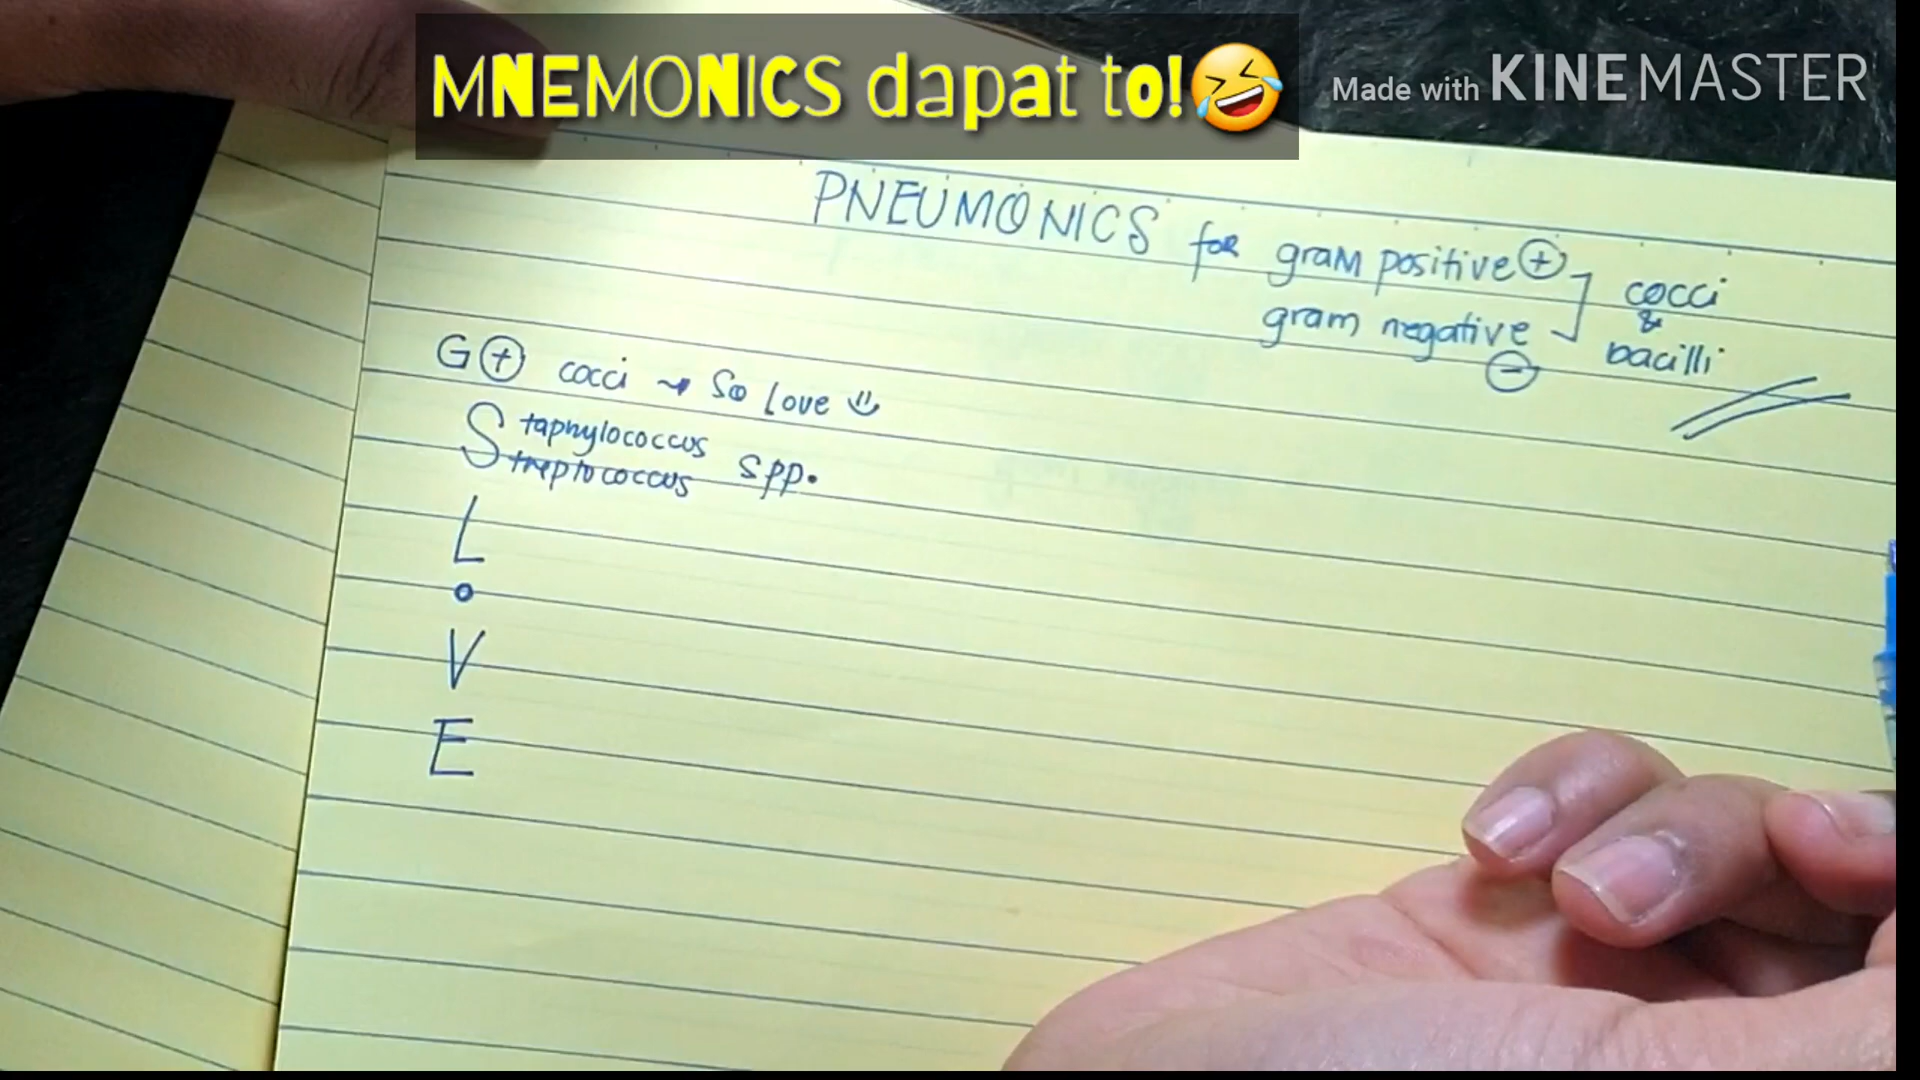 MNEMONICS dapat to!🤣
Made with KINEMASTER
PNEUMONICS for gram positive ⊕ cocci
gram negative ⊖ & bacilli
G⊕ cocci → So Love
Staphylococcus
Streptococcus spp.
L
o
V
E